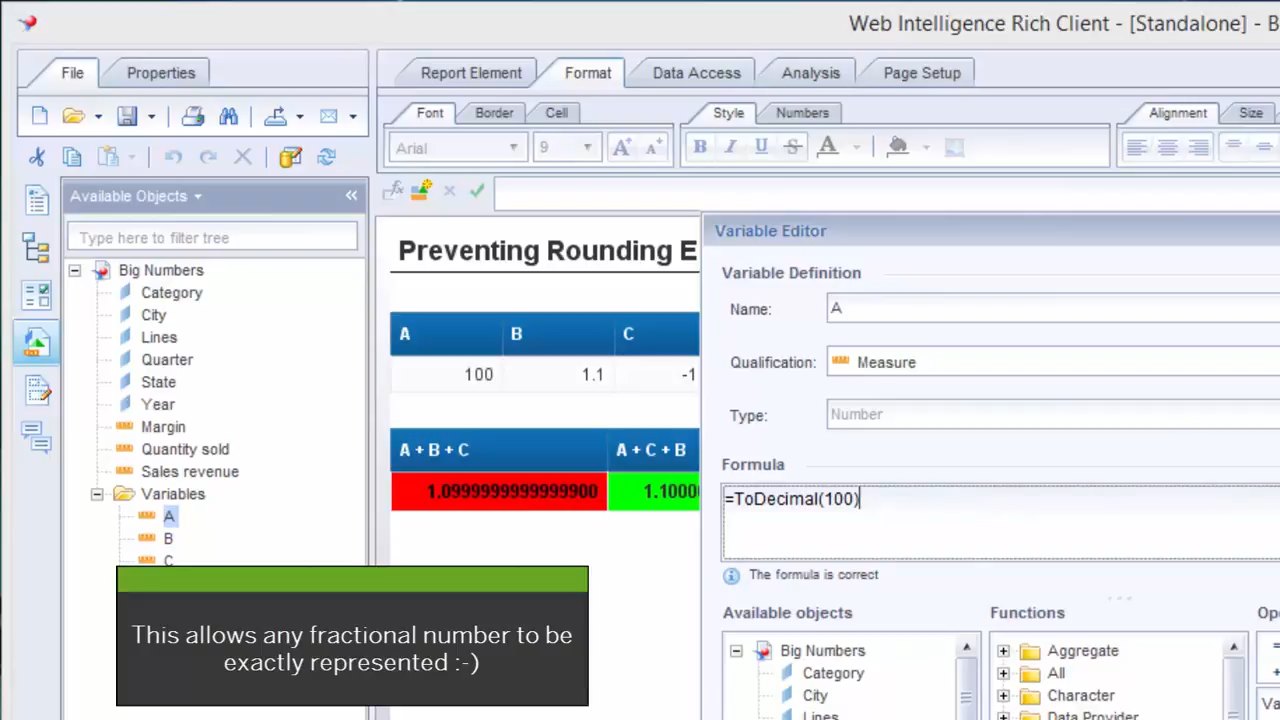 Web Intelligence Rich Client - [Standalone] - B
File
Properties
Report Element
Format
Data Access
Analysis
Page Setup
Font
Border
Cell
Style
Numbers
Alignment
Size
Arial
9
B I U S A
Available Objects
Type here to filter tree
Big Numbers
Category
City
Lines
Quarter
State
Year
Margin
Quantity sold
Sales revenue
Variables
A
B
C
Preventing Rounding E
A B C
100 1.1 -1
A + B + C A + C + B
1.0999999999999900 1.10000
Variable Editor
Variable Definition
Name: A
Qualification: Measure
Type: Number
Formula
=ToDecimal(100)
The formula is correct
Available objects
Functions
Op
Big Numbers
Category
City
Lines
Aggregate
All
Character
Data Provider
=
+
Va
This allows any fractional number to be
exactly represented :-)